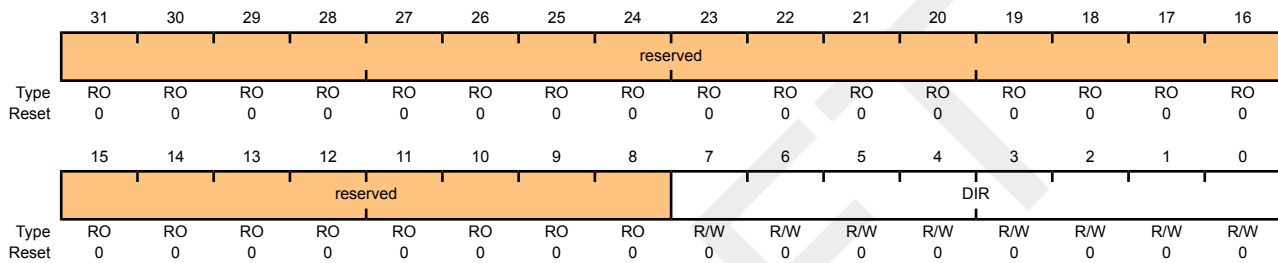 31 30 29 28 27 26 25 24 23 22 21 20 19 18 17 16
reserved
Type RO RO RO RO RO RO RO RO RO RO RO RO RO RO RO RO
Reset 0 0 0 0 0 0 0 0 0 0 0 0 0 0 0 0
15 14 13 12 11 10 9 8 7 6 5 4 3 2 1 0
reserved DIR
Type RO RO RO RO RO RO RO RO R/W R/W R/W R/W R/W R/W R/W R/W
Reset 0 0 0 0 0 0 0 0 0 0 0 0 0 0 0 0